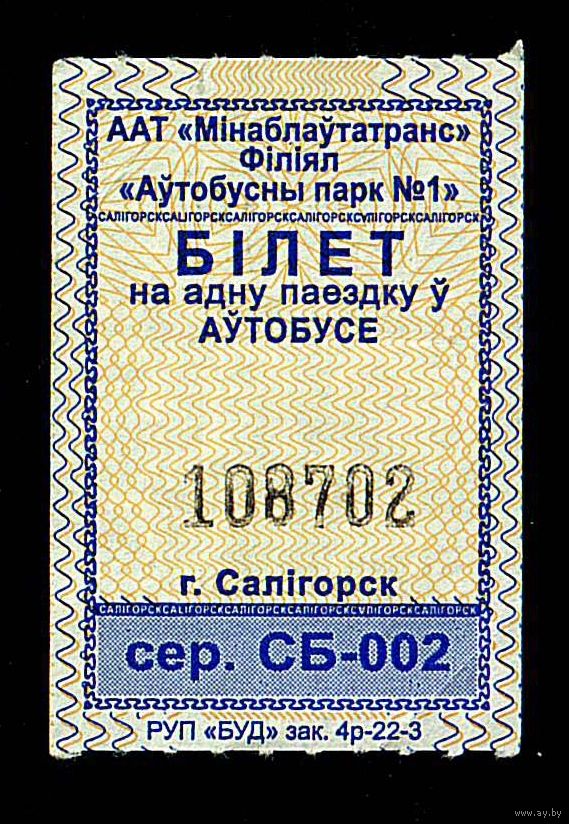 ААТ «Мінаблаўтатранс»
Філіял
«Аўтобусны парк №1»
САЛІГОРСКСАЛІГОРСКСАЛІГОРСКСАЛІГОРСКСАЛІГОРСКСАЛІГОРСК
БІЛЕТ
на адну паездку ў
АЎТОБУСЕ
108702
г. Салігорск
САЛІГОРСКСАЛІГОРСКСАЛІГОРСКСАЛІГОРСКСАЛІГОРСКСАЛІГОРСК
сер. СБ-002
РУП «БУД» зак. 4р-22-3
www.ay.by